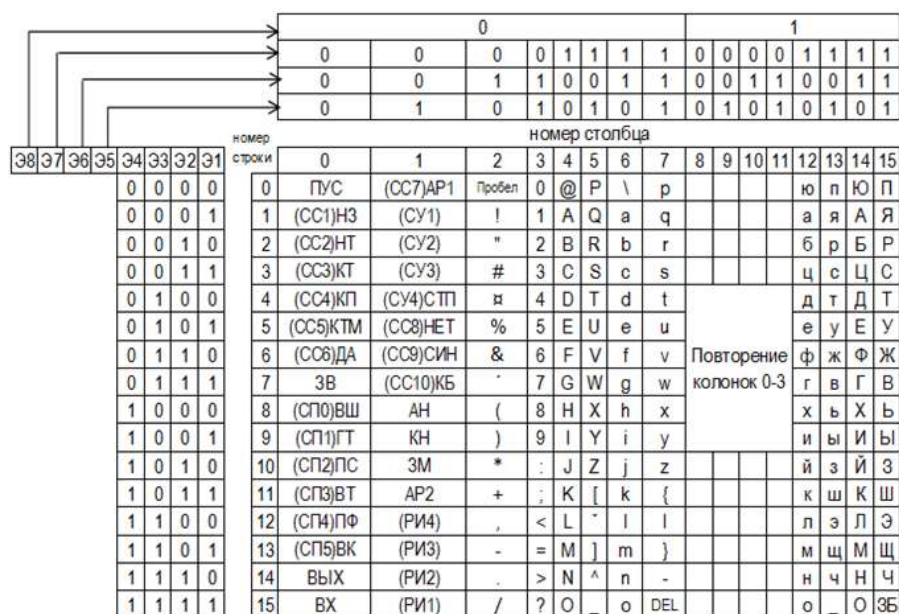 0 1
0 0 0 0 1 1 1 1 0 0 0 0 1 1 1 1
0 0 1 1 0 0 1 1 0 0 1 1 0 0 1 1
0 1 0 1 0 1 0 1 0 1 0 1 0 1 0 1
номер строки номер столбца
Э8 Э7 Э6 Э5 Э4 Э3 Э2 Э1 0 1 2 3 4 5 6 7 8 9 10 11 12 13 14 15
0 0 0 0 0 ПУС (СС7)АР1 Пробел 0 @ P \ p ю п Ю П
0 0 0 1 1 (СС1)НЗ (СУ1) ! 1 A Q a q а я А Я
0 0 1 0 2 (СС2)НТ (СУ2) " 2 B R b r б р Б Р
0 0 1 1 3 (СС3)КТ (СУ3) # 3 C S c s ц с Ц С
0 1 0 0 4 (СС4)КП (СУ4)СТП ¤ 4 D T d t д т Д Т
0 1 0 1 5 (СС5)КТМ (СС8)НЕТ % 5 E U e u е у Е У
0 1 1 0 6 (СС6)ДА (СС9)СИН & 6 F V f v Повторение ф ж Ф Ж
0 1 1 1 7 ЗВ (СС10)КБ ´ 7 G W g w колонок 0-3 г в Г В
1 0 0 0 8 (СП0)ВШ АН ( 8 H X h x х ь Х Ь
1 0 0 1 9 (СП1)ГТ КН ) 9 I Y i y и ы И Ы
1 0 1 0 10 (СП2)ПС ЗМ * : J Z j z й з Й З
1 0 1 1 11 (СП3)ВТ АР2 + ; K [ k { к ш К Ш
1 1 0 0 12 (СП4)ПФ (РИ4) , < L ˇ l | л э Л Э
1 1 0 1 13 (СП5)ВК (РИ3) - = M ] m } м щ М Щ
1 1 1 0 14 ВЫХ (РИ2) . > N ^ n - н ч Н Ч
1 1 1 1 15 ВХ (РИ1) / ? O _ o DEL о _ О ЗБ